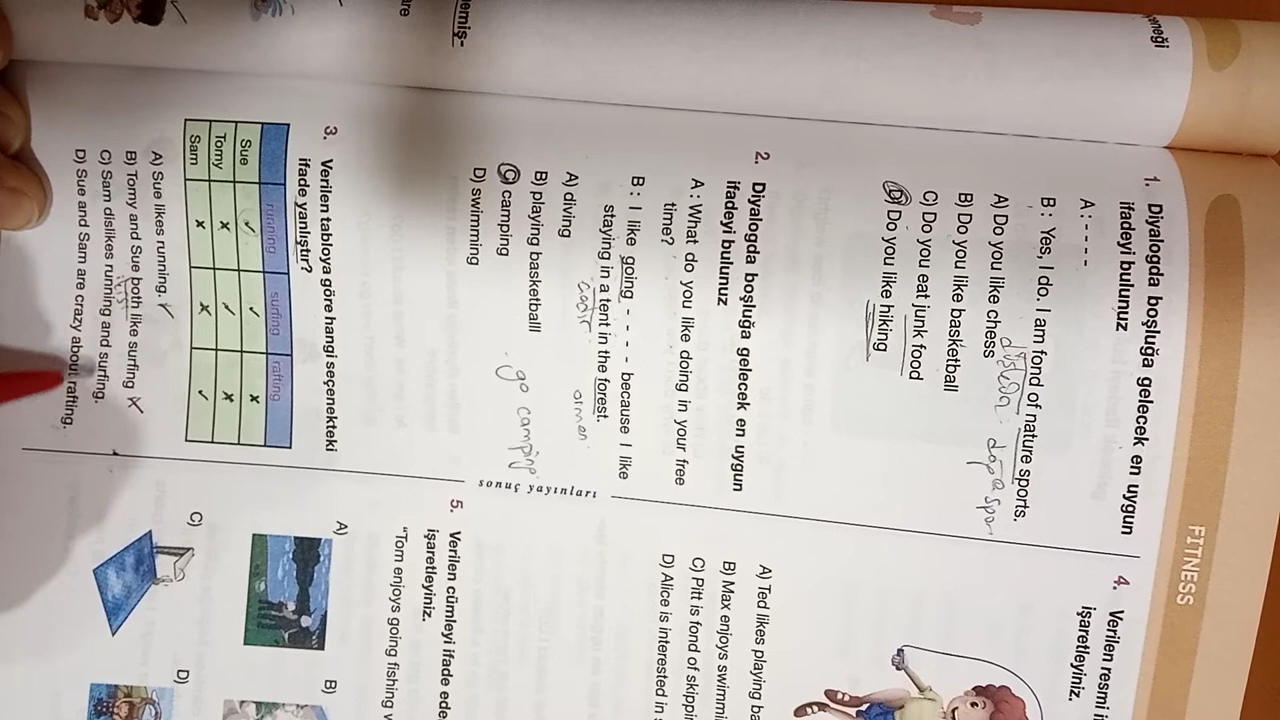 eneği
emiş-
are
FITNESS
1. Diyalogda boşluğa gelecek en uygun
ifadeyi bulunuz
A : - - - -
B : Yes, I do. I am fond of nature sports.
A) Do you like chess
B) Do you like basketball
C) Do you eat junk food
D) Do you like hiking
2. Diyalogda boşluğa gelecek en uygun
ifadeyi bulunuz
A : What do you like doing in your free
time?
B : I like going - - - - because I like
staying in a tent in the forest.
A) diving
B) playing basketballl
C) camping
D) swimming
go camping
3. Verilen tabloya göre hangi seçenekteki
ifade yanlıştır?
running surfing rafting
Sue ✓ ✓ x
Tomy x ✓ x
Sam x x ✓
A) Sue likes running.
B) Tomy and Sue both like surfing
C) Sam dislikes running and surfing.
D) Sue and Sam are crazy about rafting.
sonuç yayınları
4. Verilen resmi
işaretleyiniz.
A) Ted likes playing ba
B) Max enjoys swimmi
C) Pitt is fond of skippin
D) Alice is interested in
5. Verilen cümleyi ifade ede
işaretleyiniz.
"Tom enjoys going fishing w
A)
B)
C)
D)